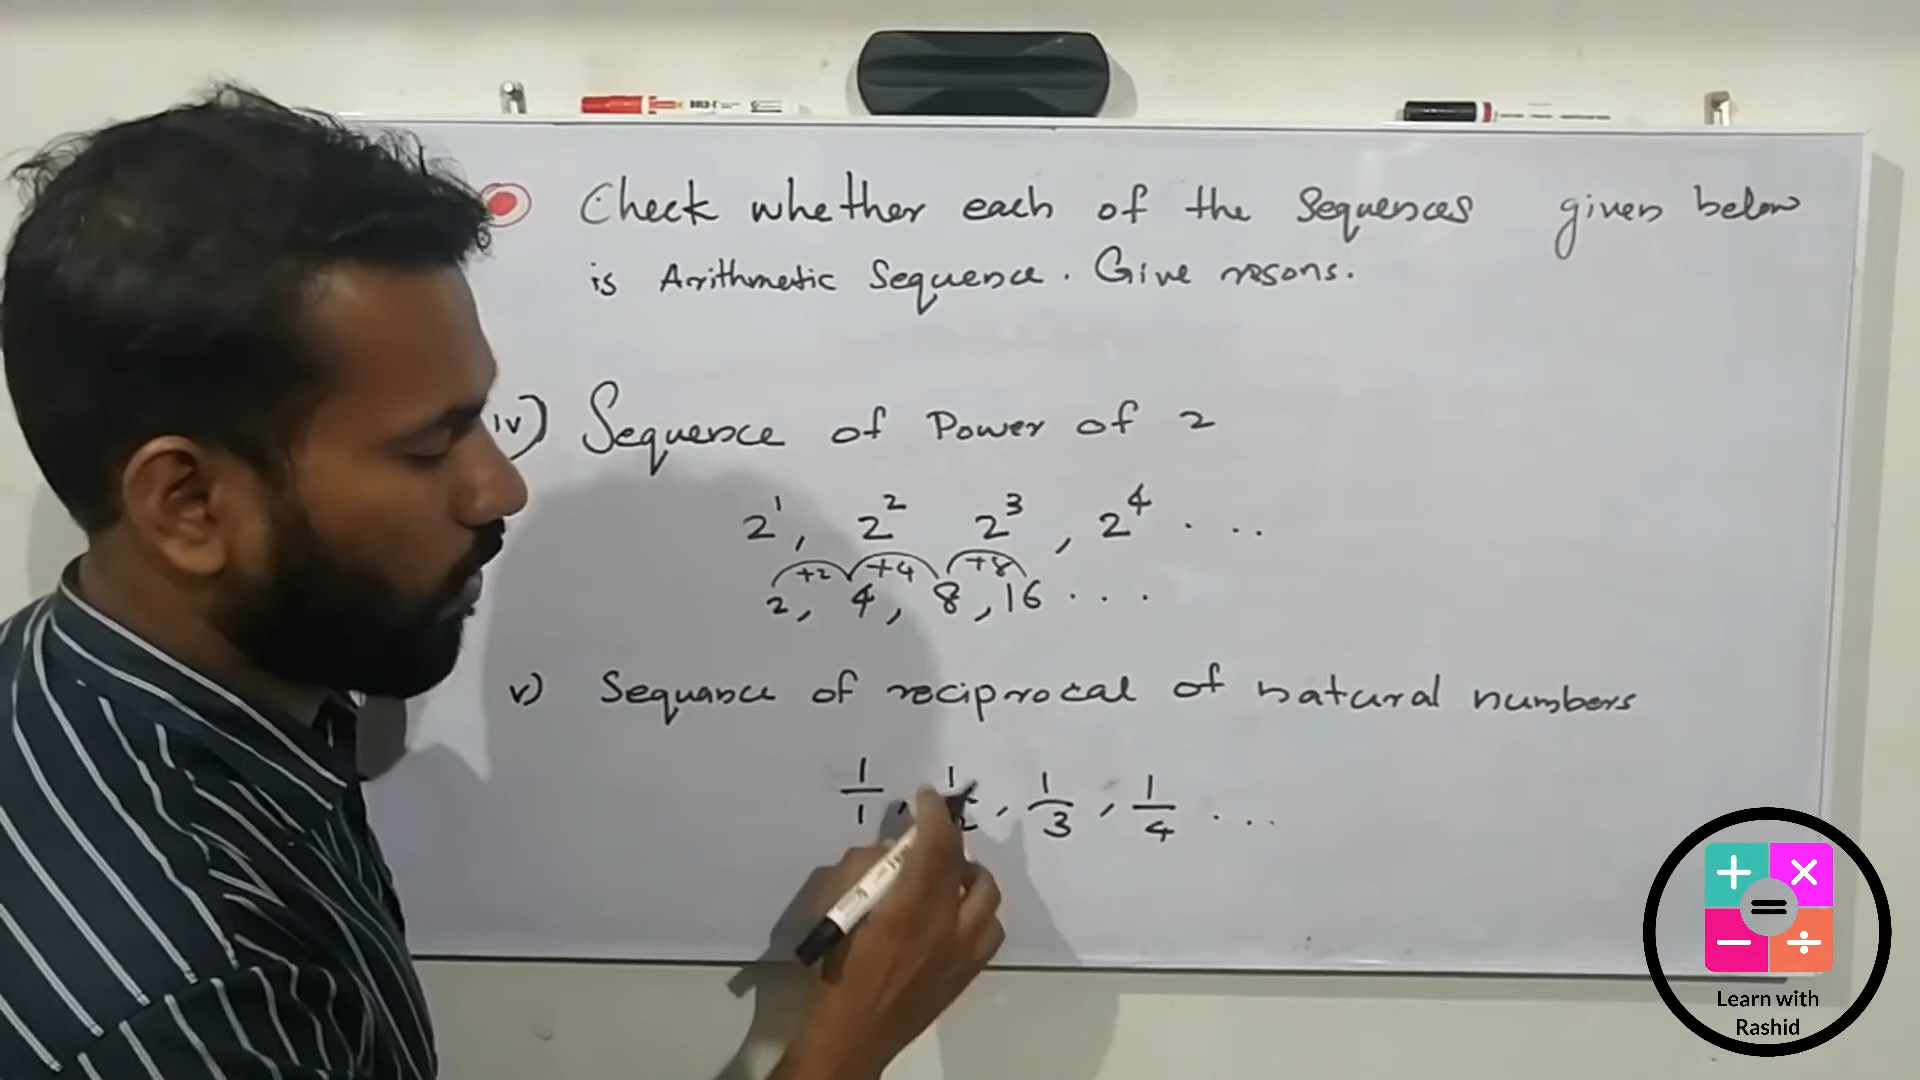 Check whether each of the Sequences given below
is Arithmetic Sequence. Give resons.
iv) Sequence of Power of 2
2¹, 2² 2³, 2⁴ . . .
+2 +4 +8
2, 4, 8, 16 . . .
v) Sequance of reciprocal of natural numbers
1/1, 1/2, 1/3, 1/4 . . .
+ ×
=
− ÷
Learn with
Rashid